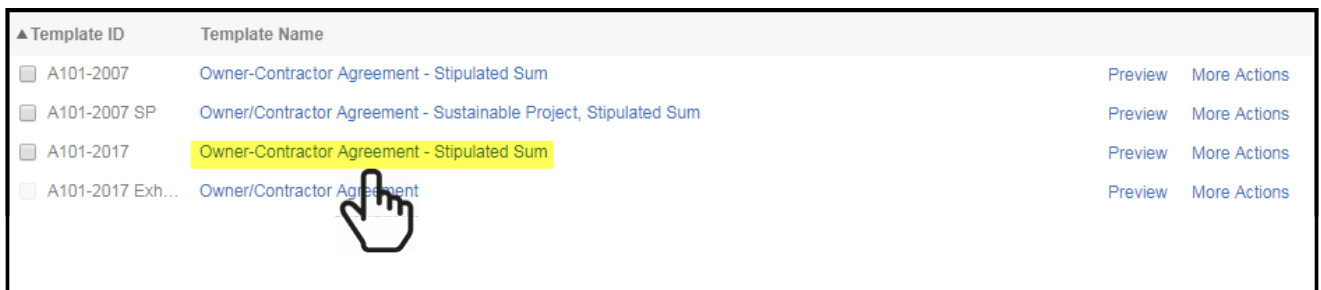 ▲Template ID Template Name
A101-2007 Owner-Contractor Agreement - Stipulated Sum Preview More Actions
A101-2007 SP Owner/Contractor Agreement - Sustainable Project, Stipulated Sum Preview More Actions
A101-2017 Owner-Contractor Agreement - Stipulated Sum Preview More Actions
A101-2017 Exh... Owner/Contractor Agreement Preview More Actions